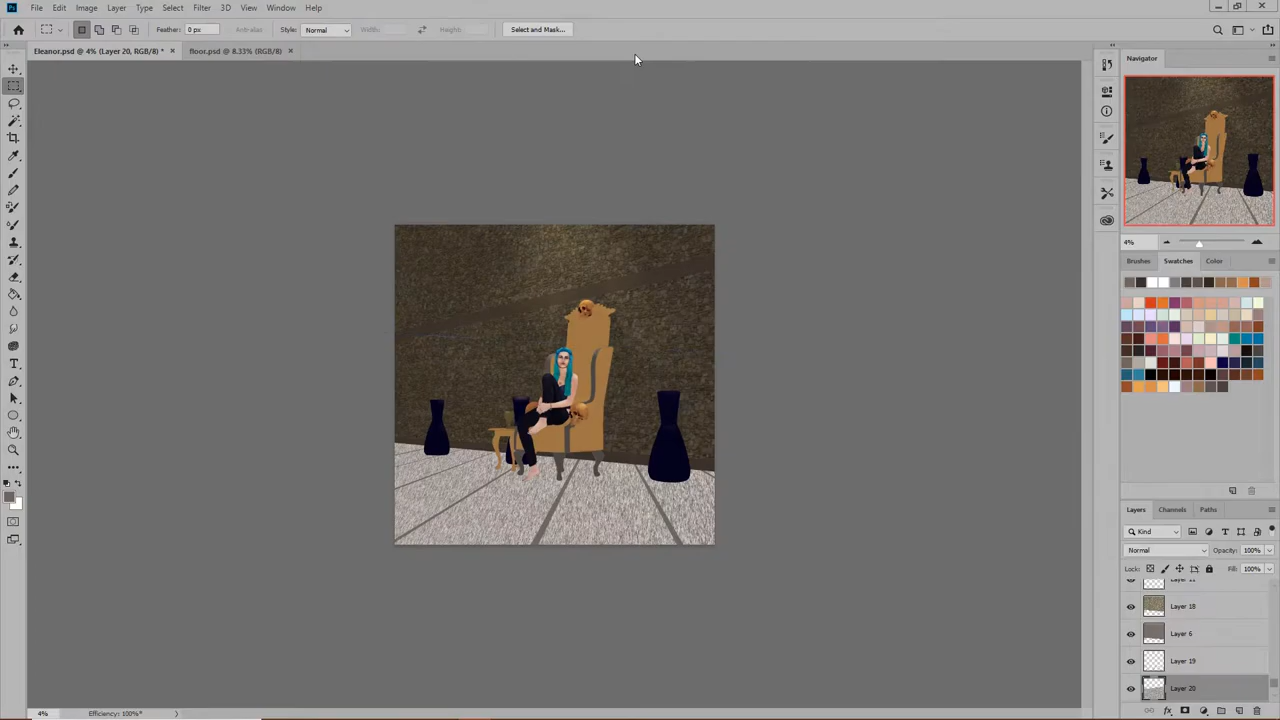 Ps File Edit Image Layer Type Select Filter 3D View Window Help
Feather: 0 px Anti-alias Style: Normal Width: Height: Select and Mask...
Eleanor.psd @ 4% (Layer 20, RGB/8) * × floor.psd @ 8.33% (RGB/8) ×
Navigator
4%
Brushes Swatches Color
Layers Channels Paths
Kind
Normal Opacity: 100%
Lock: Fill: 100%
Layer 11
Layer 18
Layer 6
Layer 19
Layer 20
4% Efficiency: 100%*